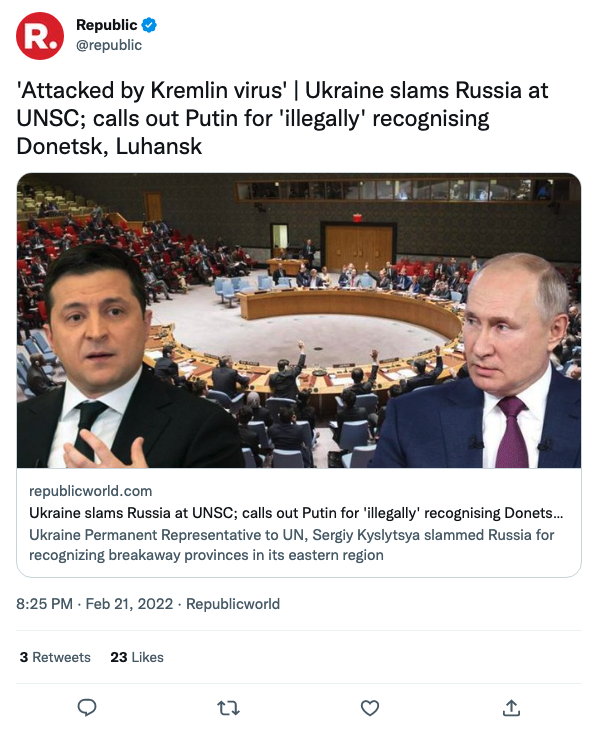 R.
Republic
@republic
'Attacked by Kremlin virus' | Ukraine slams Russia at
UNSC; calls out Putin for 'illegally' recognising
Donetsk, Luhansk
republicworld.com
Ukraine slams Russia at UNSC; calls out Putin for 'illegally' recognising Donets...
Ukraine Permanent Representative to UN, Sergiy Kyslytsya slammed Russia for
recognizing breakaway provinces in its eastern region
8:25 PM · Feb 21, 2022 · Republicworld
3 Retweets 23 Likes